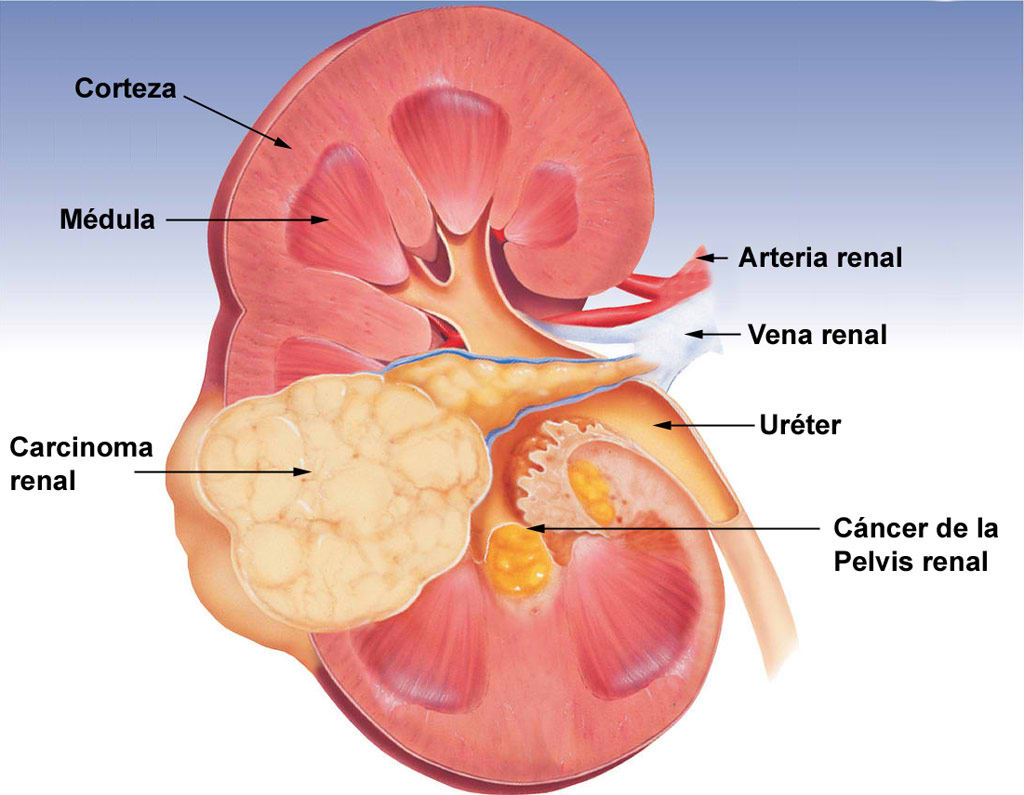 Corteza
Médula
Arteria renal
Vena renal
Uréter
Carcinoma
renal
Cáncer de la
Pelvis renal